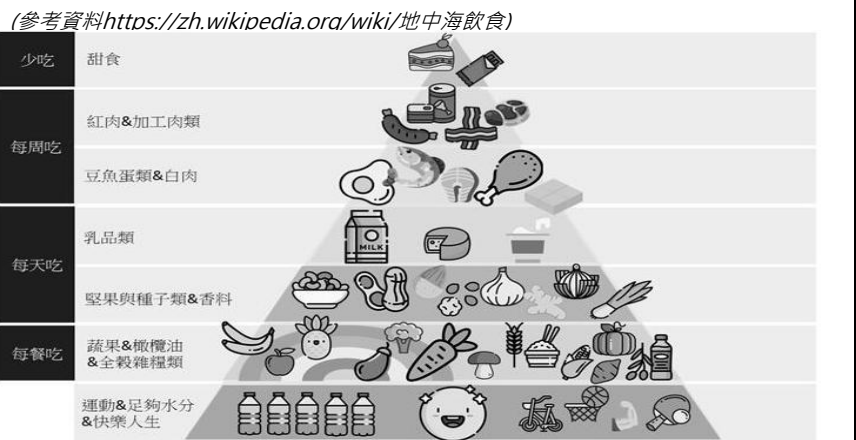 (參考資料https://zh.wikipedia.org/wiki/地中海飲食)
少吃
甜食
每周吃
紅肉&加工肉類
豆魚蛋類&白肉
每天吃
乳品類
MILK
堅果與種子類&香料
每餐吃
蔬果&橄欖油
&全穀雜糧類
運動&足夠水分
&快樂人生